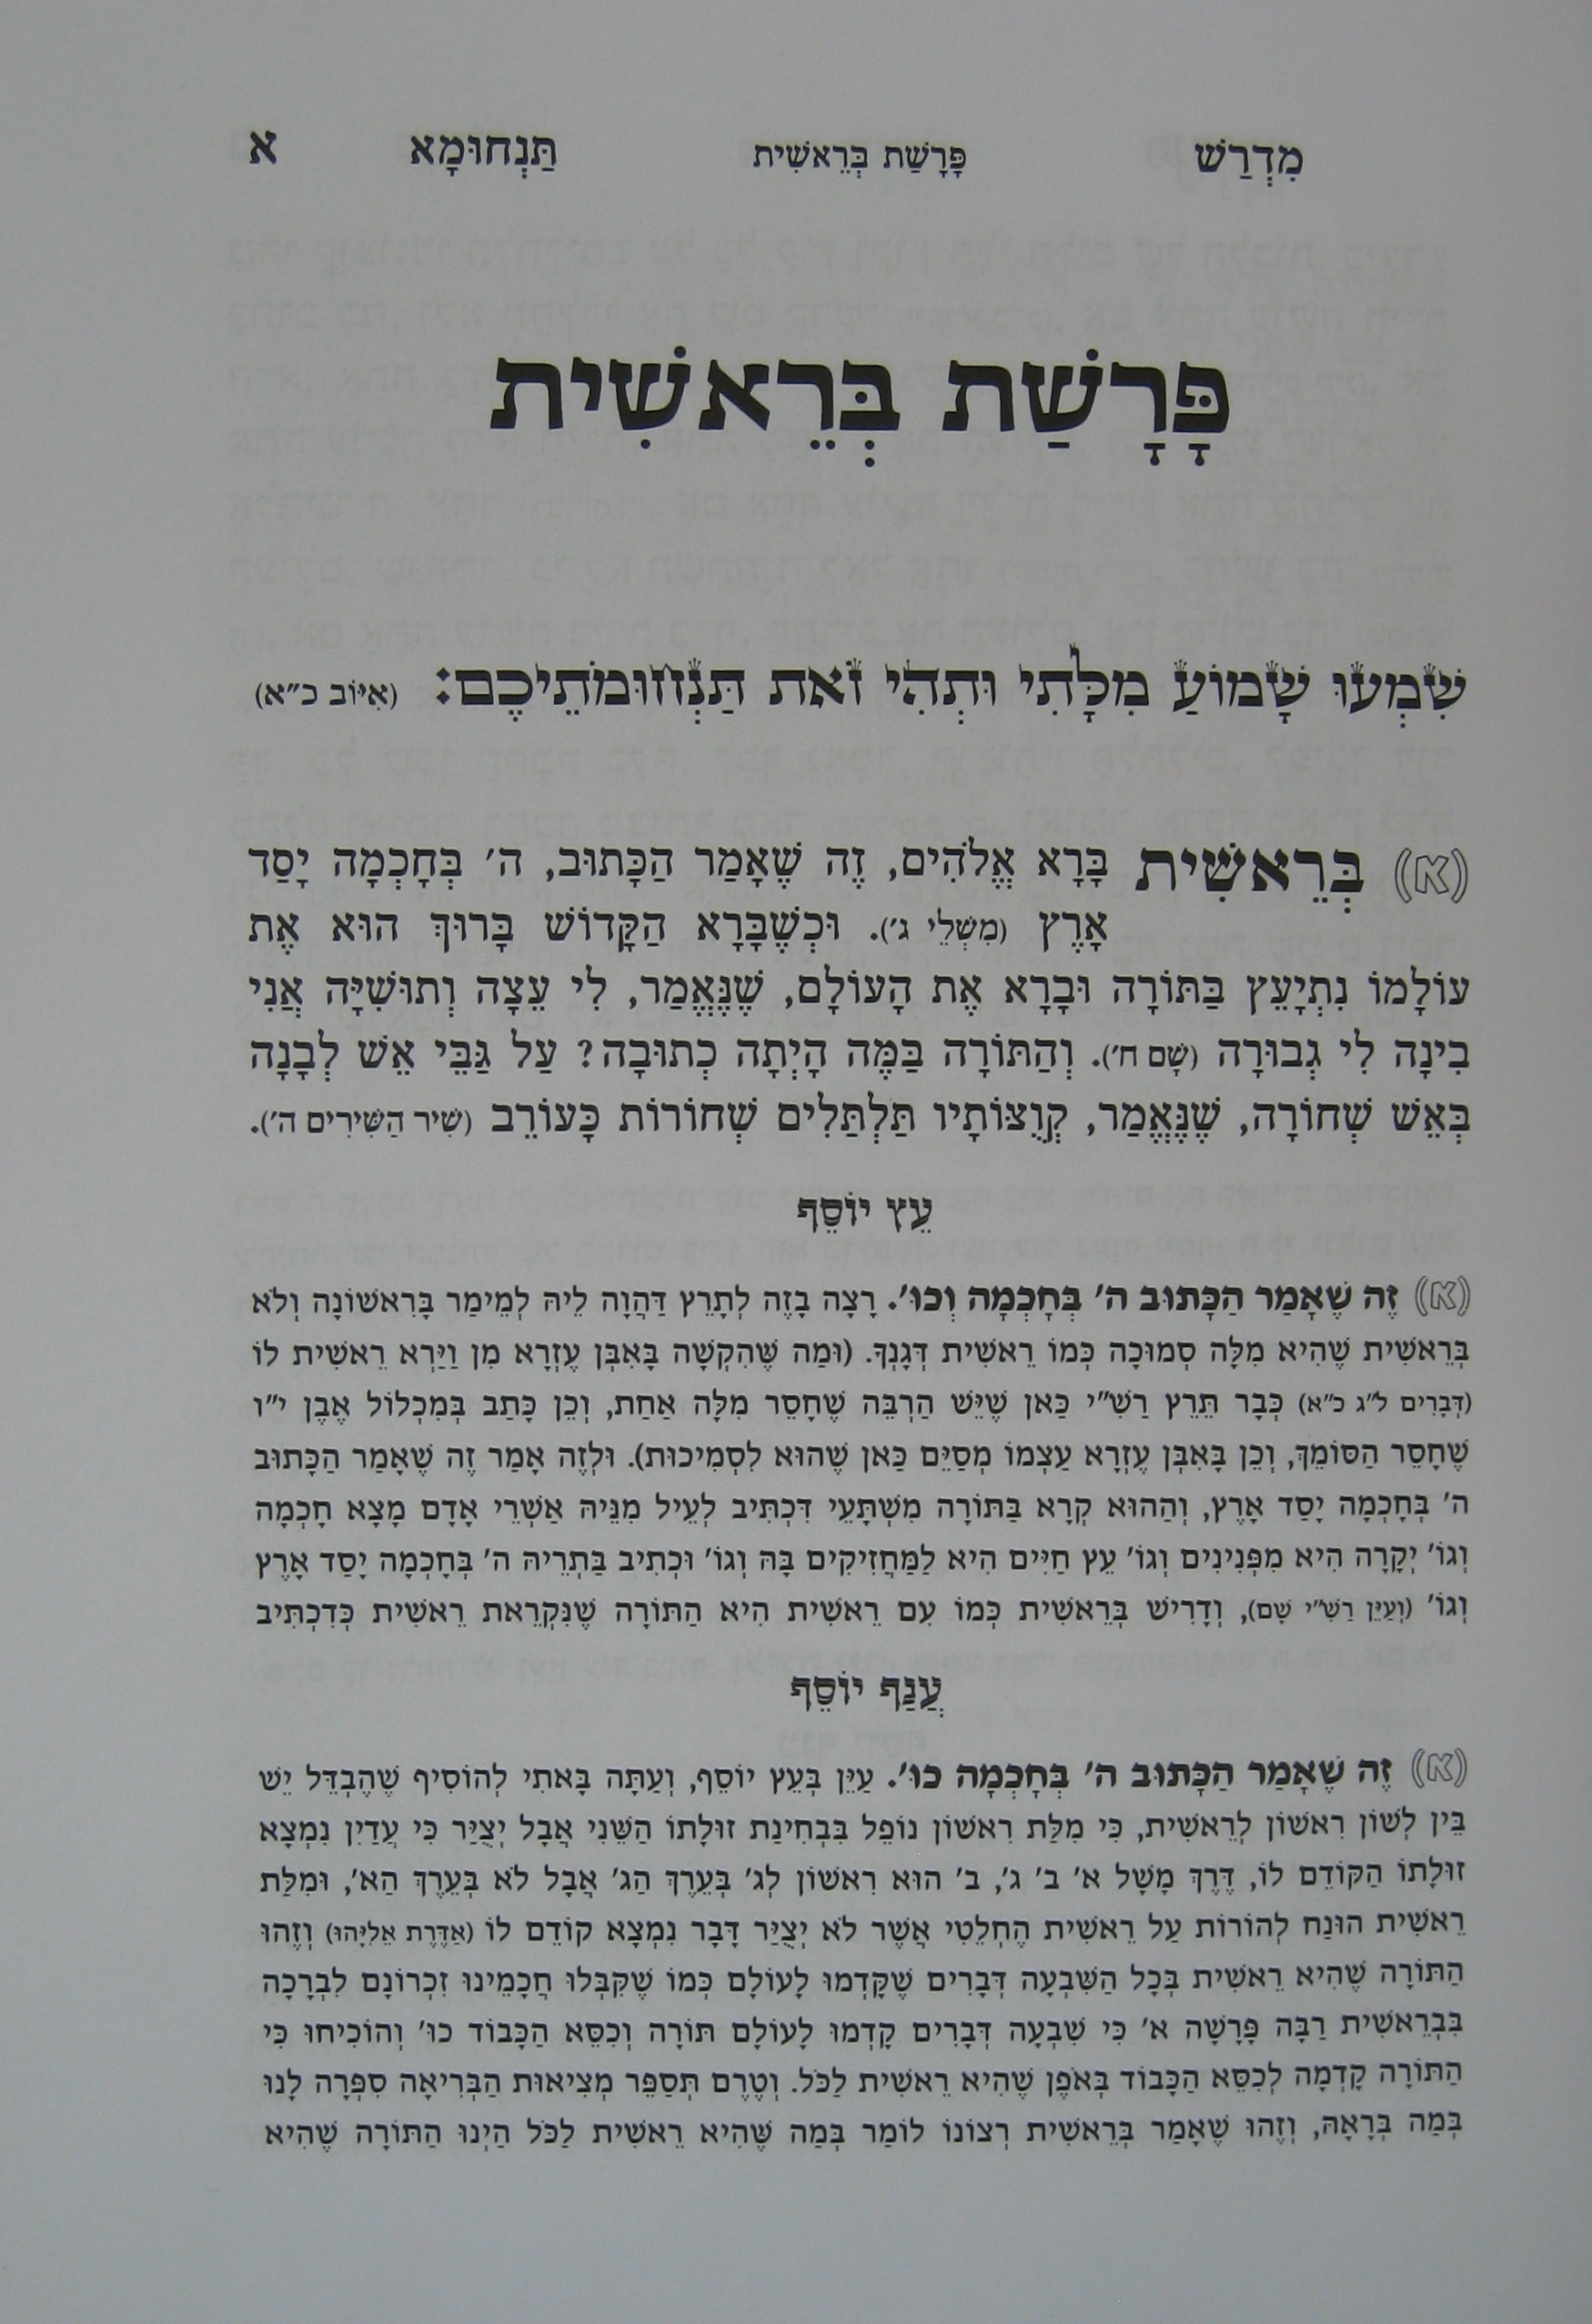 מִדְרַשׁ פָּרָשַׁת בְּרֵאשִׁית תַּנְחוּמָא א
פָּרָשַׁת בְּרֵאשִׁית
שִׁמְעוּ שָׁמוֹעַ מִלָּתִי וּתְהִי זֹאת תַּנְחוּמֹתֵיכֶם: (אִיּוֹב כ״א)
(א) בְּרֵאשִׁית בָּרָא אֱלֹהִים, זֶה שֶׁאָמַר הַכָּתוּב, ה׳ בְּחָכְמָה יָסַד
אָרֶץ (מִשְׁלֵי ג׳). וּכְשֶׁבָּרָא הַקָּדוֹשׁ בָּרוּךְ הוּא אֶת
עוֹלָמוֹ נִתְיָעֵץ בַּתּוֹרָה וּבָרָא אֶת הָעוֹלָם, שֶׁנֶּאֱמַר, לִי עֵצָה וְתוּשִׁיָּה אֲנִי
בִינָה לִי גְבוּרָה (שָׁם ח׳). וְהַתּוֹרָה בַּמֶּה הָיְתָה כְתוּבָה? עַל גַּבֵּי אֵשׁ לְבָנָה
בְּאֵשׁ שְׁחוֹרָה, שֶׁנֶּאֱמַר, קְוֻצּוֹתָיו תַּלְתַּלִּים שְׁחוֹרוֹת כָּעוֹרֵב (שִׁיר הַשִּׁירִים ה׳).
עֵץ יוֹסֵף
(א) זֶה שֶׁאָמַר הַכָּתוּב ה׳ בְּחָכְמָה וְכוּ׳. רָצָה בָזֶה לְתָרֵץ דַּהֲוָה לֵיהּ לְמֵימַר בָּרִאשׁוֹנָה וְלֹא
בְּרֵאשִׁית שֶׁהִיא מִלָּה סְמוּכָה כְּמוֹ רֵאשִׁית דְּגָנְךָ. (וּמַה שֶּׁהִקְשָׁה בָּאִבְּן עֶזְרָא מִן וַיַּרְא רֵאשִׁית לוֹ
(דְּבָרִים ל״ג כ״א) כְּבָר תֵּרֵץ רַשִׁ״י כַּאן שֶׁיֵּשׁ הַרְבֵּה שֶׁחָסֵר מִלָּה אַחַת, וְכֵן כָּתַב בְּמִכְלוֹל אֶבֶן י״ו
שֶׁחָסֵר הַסּוֹמֵךְ, וְכֵן בָּאִבְּן עֶזְרָא עַצְמוֹ מְסַיֵּם כַּאן שֶׁהוּא לִסְמִיכוּת). וּלְזֶה אָמַר זֶה שֶׁאָמַר הַכָּתוּב
ה׳ בְּחָכְמָה יָסַד אָרֶץ, וְהַהוּא קְרָא בַּתּוֹרָה מִשְׁתָּעֵי דִּכְתִיב לְעֵיל מִנֵּיהּ אַשְׁרֵי אָדָם מָצָא חָכְמָה
וְגוֹ׳ יְקָרָה הִיא מִפְּנִינִים וְגוֹ׳ עֵץ חַיִּים הִיא לַמַּחֲזִיקִים בָּהּ וְגוֹ׳ וּכְתִיב בַּתְרֵיהּ ה׳ בְּחָכְמָה יָסַד אָרֶץ
וְגוֹ׳ (וְעַיֵּן רַשִׁ״י שָׁם), וְדָרִישׁ בְּרֵאשִׁית כְּמוֹ עִם רֵאשִׁית הִיא הַתּוֹרָה שֶׁנִּקְרֵאת רֵאשִׁית כְּדִכְתִּיב
עֲנַף יוֹסֵף
(א) זֶה שֶׁאָמַר הַכָּתוּב ה׳ בְּחָכְמָה כוּ׳. עַיֵּן בְּעֵץ יוֹסֵף, וְעַתָּה בָּאתִי לְהוֹסִיף שֶׁהֶבְדֵּל יֵשׁ
בֵּין לְשׁוֹן רִאשׁוֹן לְרֵאשִׁית, כִּי מִלַּת רִאשׁוֹן נוֹפֵל בִּבְחִינַת זוּלָתוֹ הַשֵּׁנִי אֲבָל יְצֻיַּר כִּי עֲדַיִן נִמְצָא
זוּלָתוֹ הַקּוֹדֵם לוֹ, דֶּרֶךְ מָשָׁל א׳ ב׳ ג׳, ב׳ הוּא רִאשׁוֹן לְג׳ בְּעֵרֶךְ הַג׳ אֲבָל לֹא בְּעֵרֶךְ הַא׳, וּמִלַּת
רֵאשִׁית הוּנַּח לְהוֹרוֹת עַל רֵאשִׁית הֶחְלֵטִי אֲשֶׁר לֹא יְצֻיַּר דָּבָר נִמְצָא קוֹדֵם לוֹ (אַדֶּרֶת אֵלִיָּהוּ) וְזֶהוּ
הַתּוֹרָה שֶׁהִיא רֵאשִׁית בְּכָל הַשִּׁבְעָה דְּבָרִים שֶׁקָּדְמוּ לָעוֹלָם כְּמוֹ שֶׁקִּבְּלוּ חֲכָמֵינוּ זִכְרוֹנָם לִבְרָכָה
בִּבְרֵאשִׁית רַבָּה פָּרָשָׁה א׳ כִּי שִׁבְעָה דְּבָרִים קָדְמוּ לָעוֹלָם תּוֹרָה וְכִסֵּא הַכָּבוֹד כוּ׳ וְהוֹכִיחוּ כִּי
הַתּוֹרָה קָדְמָה לְכִסֵּא הַכָּבוֹד בְּאֹפֶן שֶׁהִיא רֵאשִׁית לַכֹּל. וְטֶרֶם תְּסַפֵּר מְצִיאוּת הַבְּרִיאָה סִפְּרָה לָנוּ
בְּמַה בְּרָאָהּ, וְזֶהוּ שֶׁאָמַר בְּרֵאשִׁית רְצוֹנוֹ לוֹמַר בְּמַה שֶּׁהִיא רֵאשִׁית לַכֹּל הַיְנוּ הַתּוֹרָה שֶׁהִיא